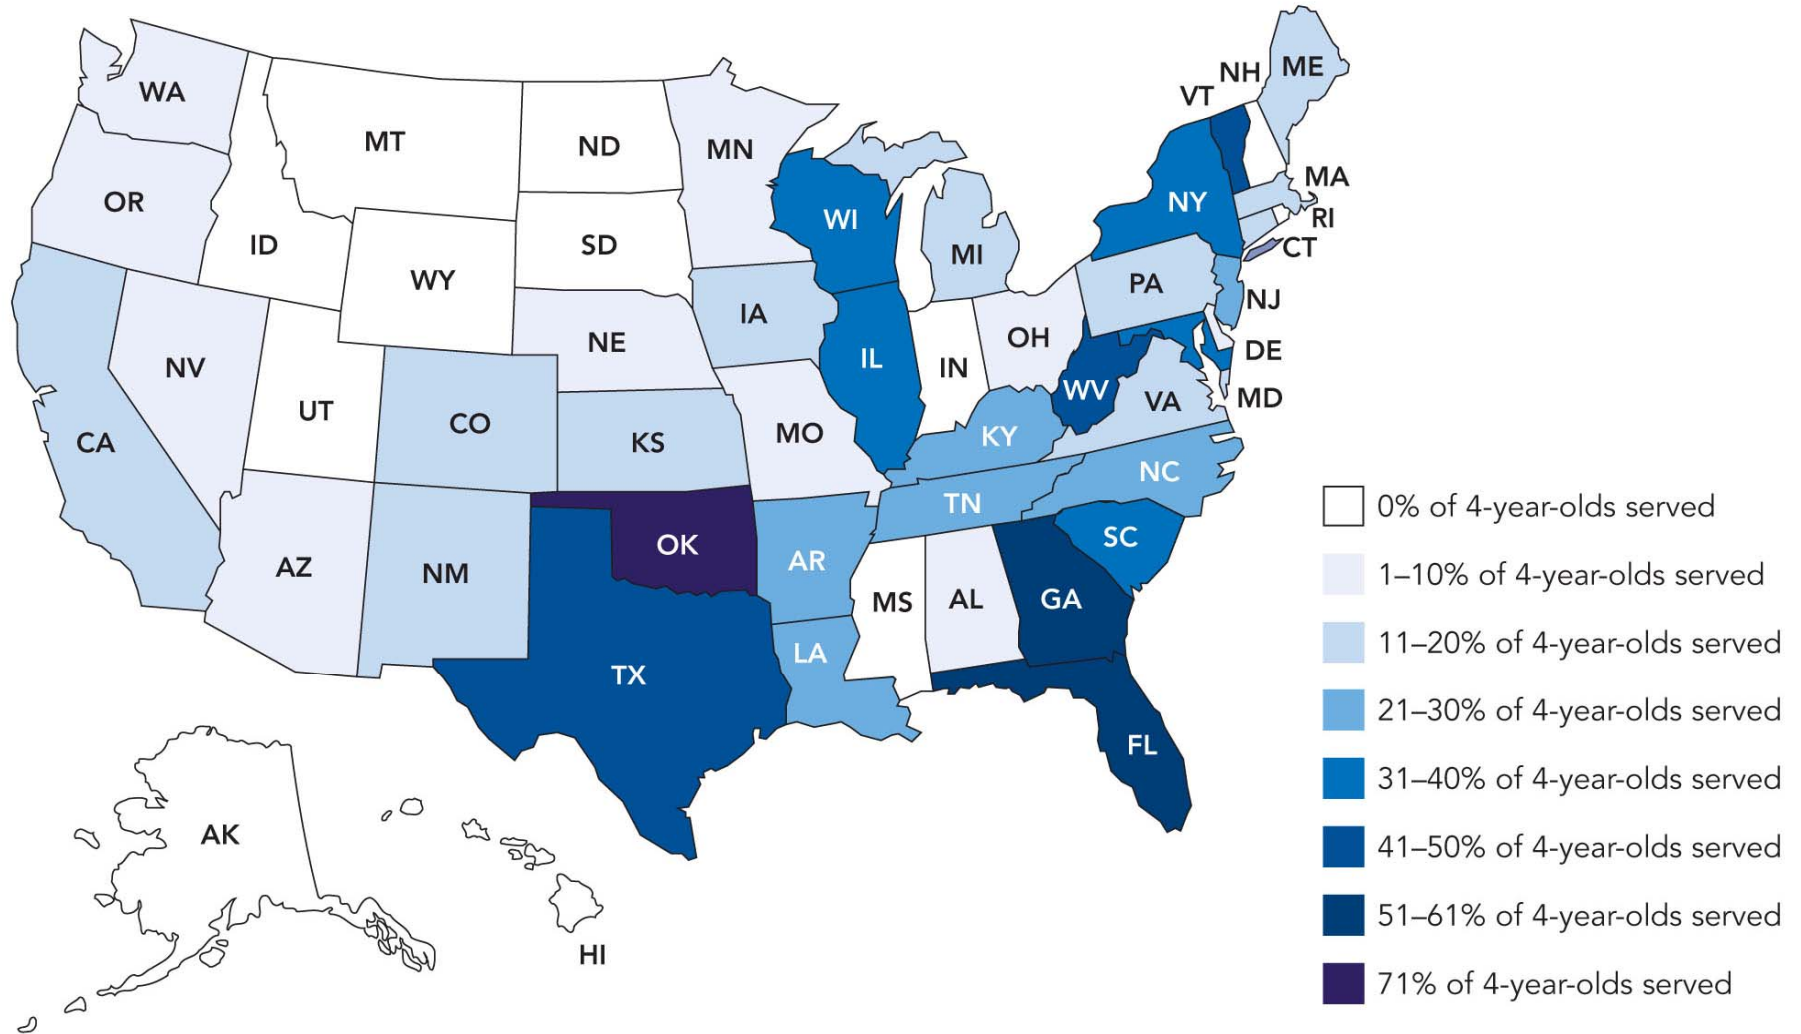 WA
OR
CA
NV
ID
MT
WY
UT
AZ
CO
NM
ND
SD
NE
KS
OK
TX
MN
IA
MO
AR
LA
WI
IL
MI
IN
OH
KY
TN
MS
AL
GA
FL
SC
NC
VA
WV
PA
NY
VT
NH
ME
MA
RI
CT
NJ
DE
MD
AK
HI
0% of 4-year-olds served
1–10% of 4-year-olds served
11–20% of 4-year-olds served
21–30% of 4-year-olds served
31–40% of 4-year-olds served
41–50% of 4-year-olds served
51–61% of 4-year-olds served
71% of 4-year-olds served